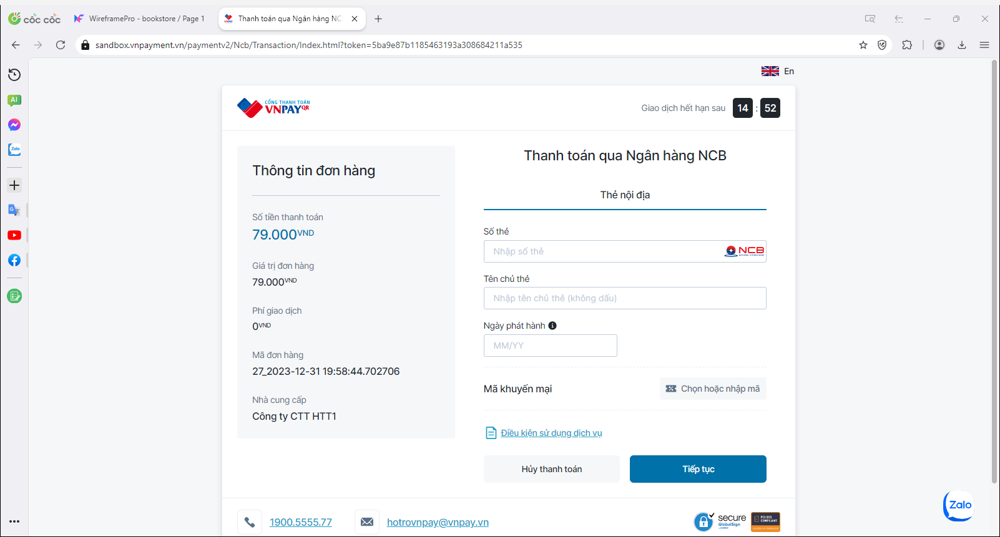 cốc cốc
WireframePro - bookstore / Page 1
Thanh toán qua Ngân hàng NC
sandbox.vnpayment.vn/paymentv2/Ncb/Transaction/Index.html?token=5ba9e87b1185463193a308684211a535
AI
Zalo
En
CỔNG THANH TOÁN
VNPAYQR
Giao dịch hết hạn sau 14 : 52
Thông tin đơn hàng
Số tiền thanh toán
79.000VND
Giá trị đơn hàng
79.000VND
Phí giao dịch
0VND
Mã đơn hàng
27_2023-12-31 19:58:44.702706
Nhà cung cấp
Công ty CTT HTT1
Thanh toán qua Ngân hàng NCB
Thẻ nội địa
Số thẻ
Nhập số thẻ
NCB
Tên chủ thẻ
Nhập tên chủ thẻ (không dấu)
Ngày phát hành
MM/YY
Mã khuyến mại
Chọn hoặc nhập mã
Điều kiện sử dụng dịch vụ
Hủy thanh toán
Tiếp tục
1900.5555.77
hotrovnpay@vnpay.vn
secure
GlobalSign
PCI DSS
COMPLIANT
Zalo